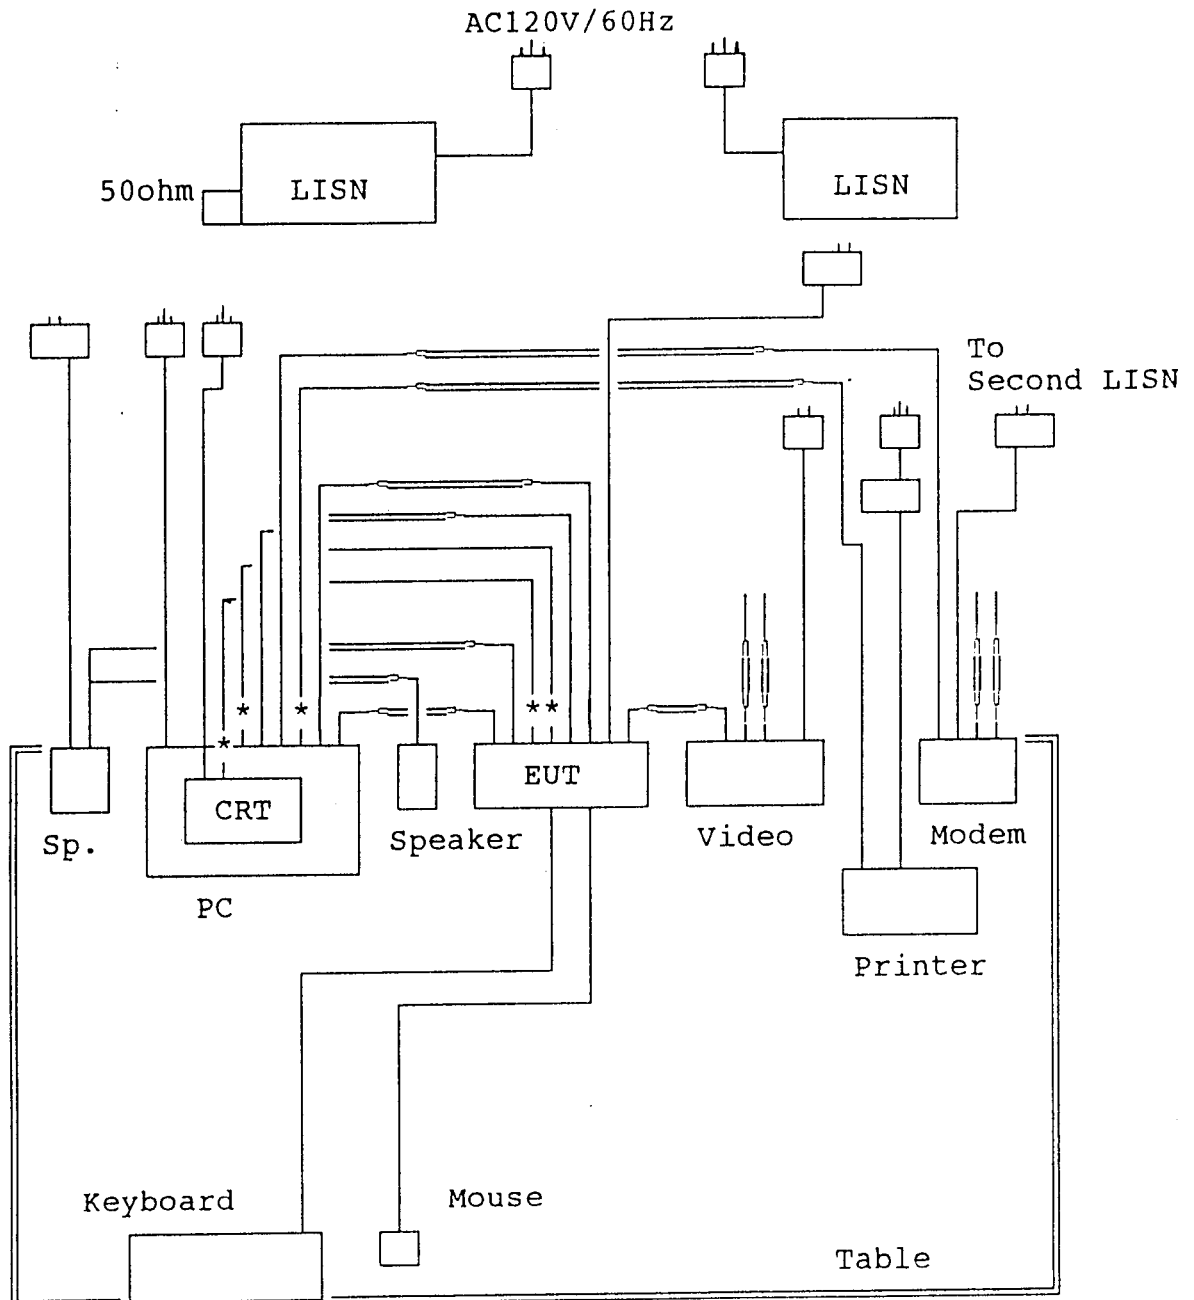 AC120V/60Hz
50ohm
LISN
LISN
To
Second LISN
*
*
*
* *
CRT
EUT
Sp.
Speaker
Video
Modem
PC
Printer
Keyboard
Mouse
Table